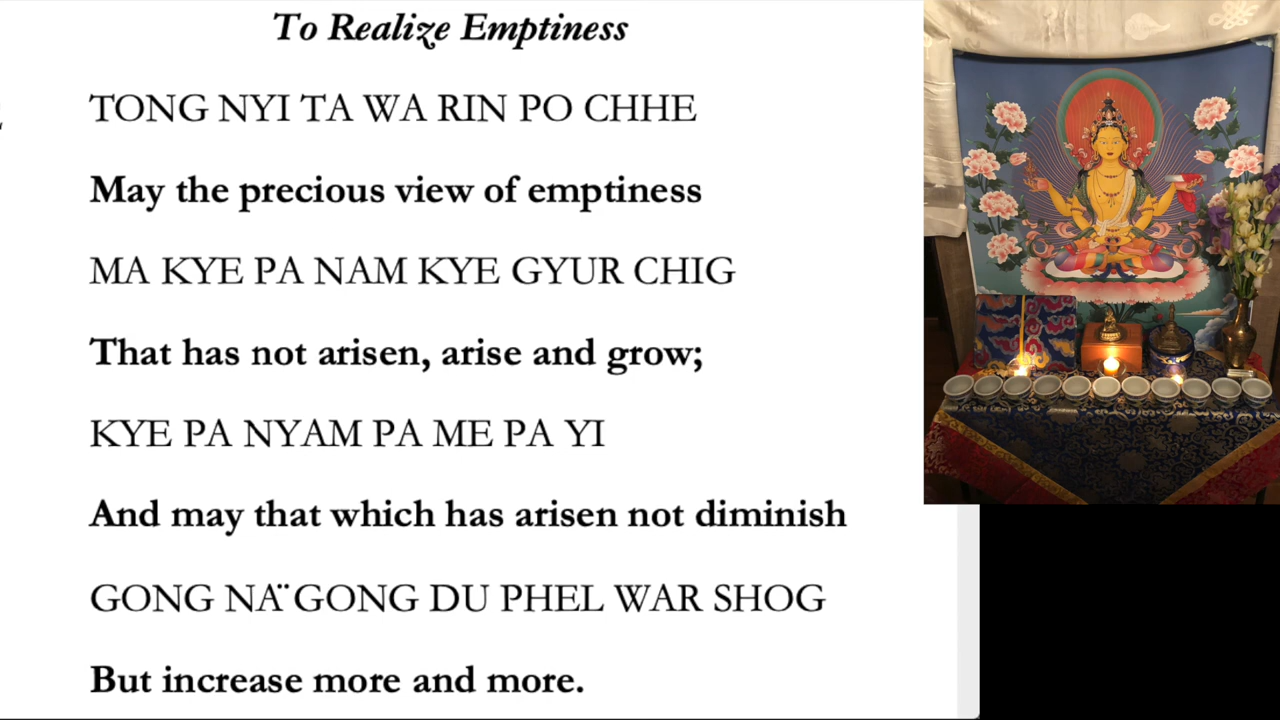 To Realize Emptiness
TONG NYI TA WA RIN PO CHHE
May the precious view of emptiness
MA KYE PA NAM KYE GYUR CHIG
That has not arisen, arise and grow;
KYE PA NYAM PA ME PA YI
And may that which has arisen not diminish
GONG NA¨ GONG DU PHEL WAR SHOG
But increase more and more.